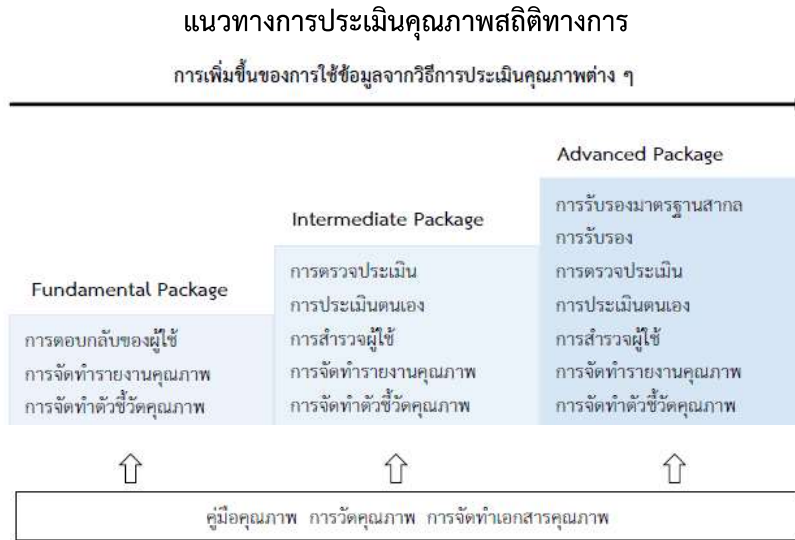 แนวทางการประเมินคุณภาพสถิติทางการ
การเพิ่มขึ้นของการใช้ข้อมูลจากวิธีการประเมินคุณภาพต่าง ๆ
Fundamental Package
การตอบกลับของผู้ใช้
การจัดทำรายงานคุณภาพ
การจัดทำตัวชี้วัดคุณภาพ
Intermediate Package
การตรวจประเมิน
การประเมินตนเอง
การสำรวจผู้ใช้
การจัดทำรายงานคุณภาพ
การจัดทำตัวชี้วัดคุณภาพ
Advanced Package
การรับรองมาตรฐานสากล
การรับรอง
การตรวจประเมิน
การประเมินตนเอง
การสำรวจผู้ใช้
การจัดทำรายงานคุณภาพ
การจัดทำตัวชี้วัดคุณภาพ
คู่มือคุณภาพ การวัดคุณภาพ การจัดทำเอกสารคุณภาพ